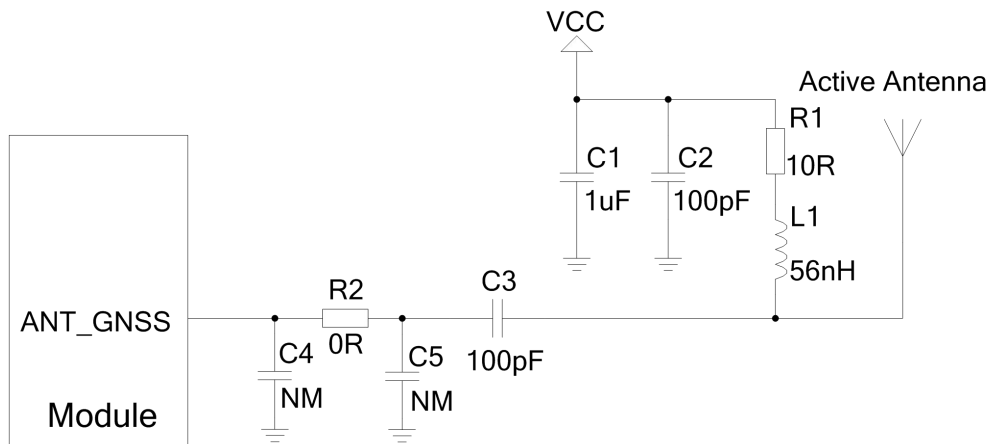 VCC
Active Antenna
R1
10R
C1
1uF
C2
100pF
L1
56nH
C3
100pF
R2
0R
ANT_GNSS
C4
NM
C5
NM
Module